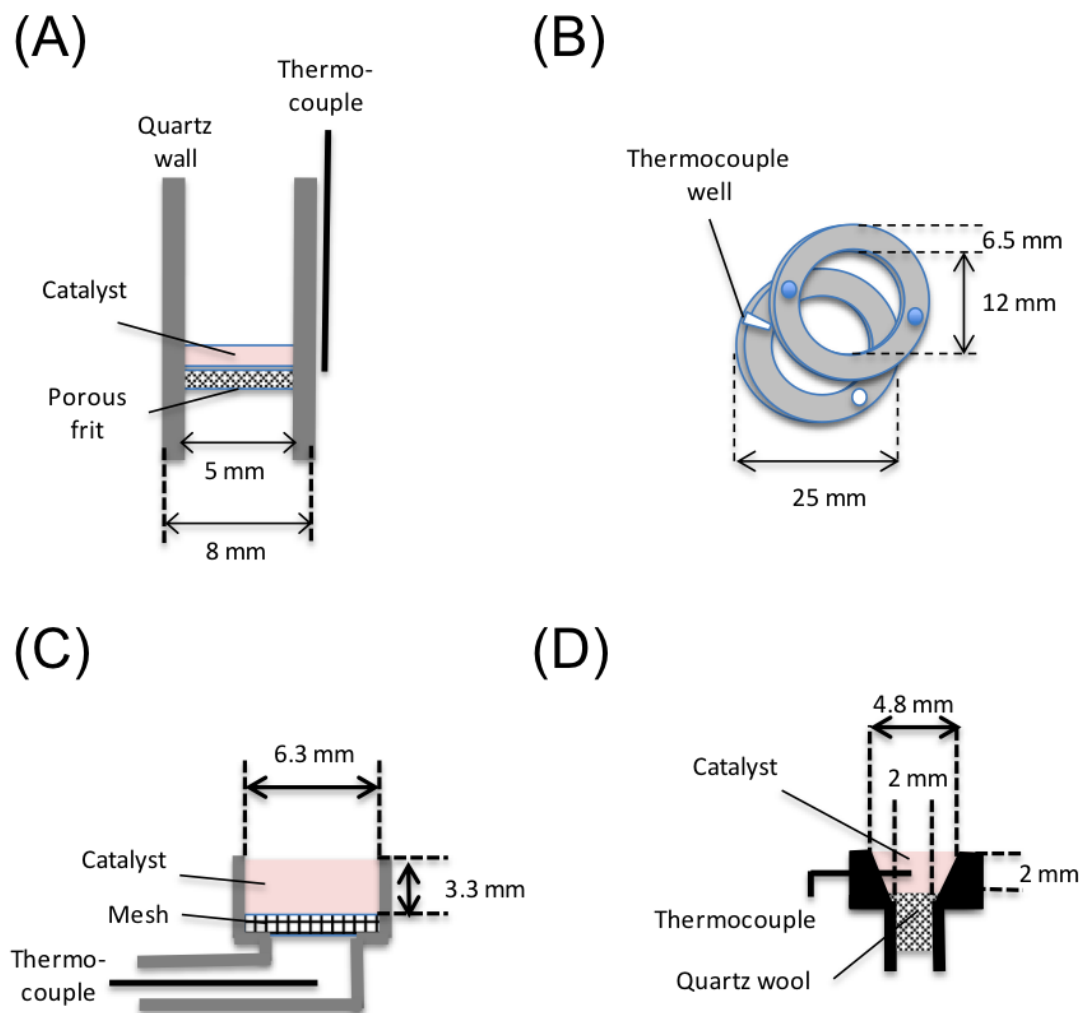 (A)
Thermo-
couple
Quartz
wall
Catalyst
Porous
frit
5 mm
8 mm
(B)
Thermocouple
well
6.5 mm
12 mm
25 mm
(C)
6.3 mm
Catalyst
3.3 mm
Mesh
Thermo-
couple
(D)
4.8 mm
Catalyst
2 mm
2 mm
Thermocouple
Quartz wool